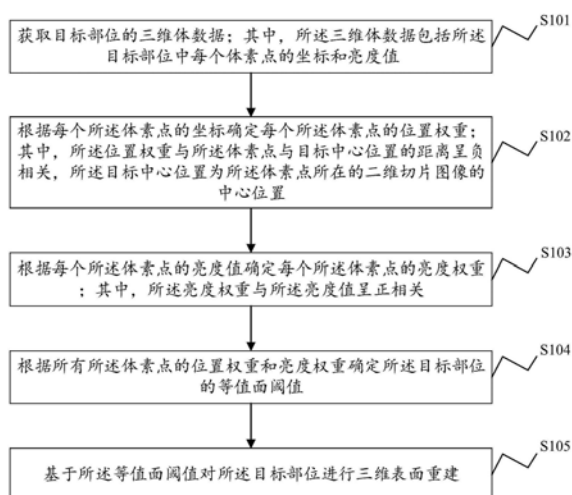 S101
获取目标部位的三维体数据；其中，所述三维体数据包括所述
目标部位中每个体素点的坐标和亮度值
S102
根据每个所述体素点的坐标确定每个所述体素点的位置权重；
其中，所述位置权重与所述体素点与目标中心位置的距离呈负
相关，所述目标中心位置为所述体素点所在的二维切片图像的
中心位置
S103
根据每个所述体素点的亮度值确定每个所述体素点的亮度权重
；其中，所述亮度权重与所述亮度值呈正相关
S104
根据所有所述体素点的位置权重和亮度权重确定所述目标部位
的等值面阈值
S105
基于所述等值面阈值对所述目标部位进行三维表面重建